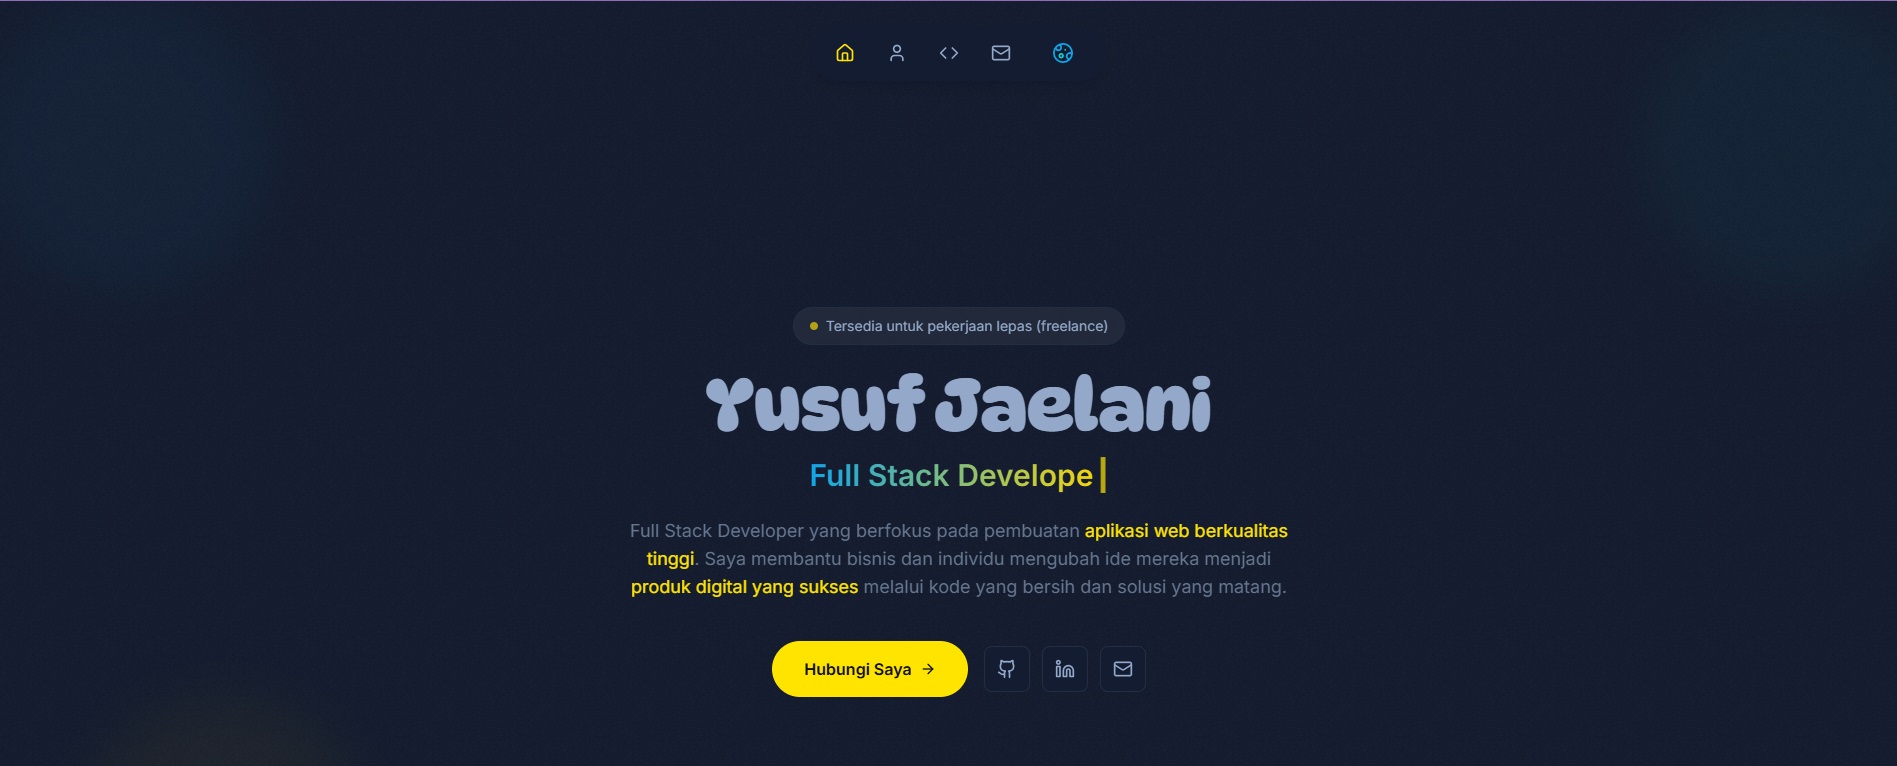 Tersedia untuk pekerjaan lepas (freelance)
Yusuf Jaelani
Full Stack Develope
Full Stack Developer yang berfokus pada pembuatan aplikasi web berkualitas
tinggi. Saya membantu bisnis dan individu mengubah ide mereka menjadi
produk digital yang sukses melalui kode yang bersih dan solusi yang matang.
Hubungi Saya →